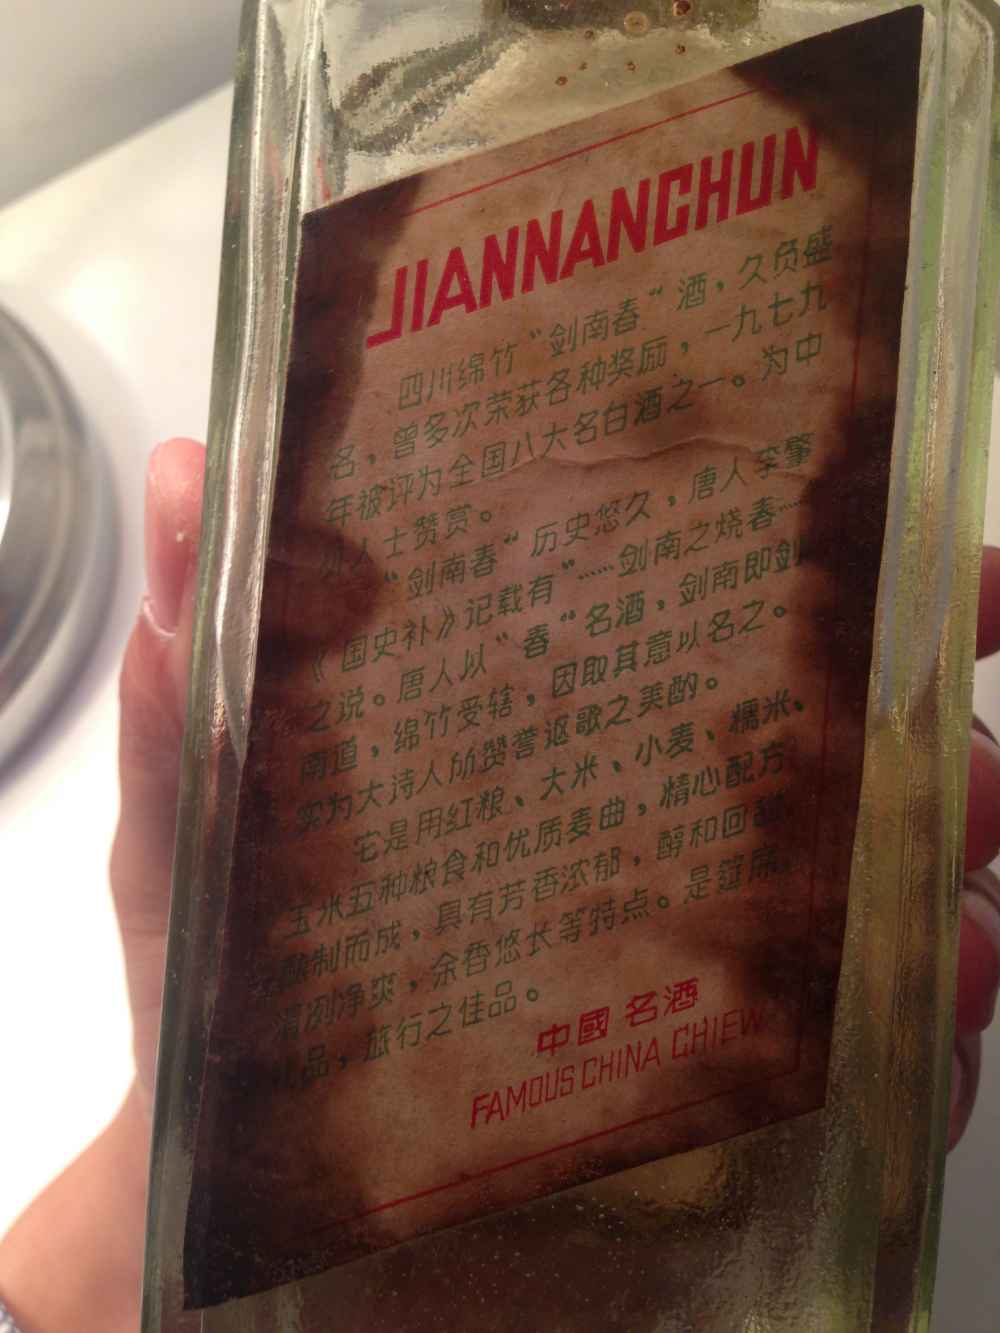 JIANNANCHUN
四川绵竹“剑南春“酒，久负盛
名，曾多次荣获各种奖励，一九七九
年被评为全国八大名白酒之一。为中
外人士赞赏。
“剑南春“历史悠久，唐人李肇
《国史补》记载有“……剑南之烧春……
之说。唐人以“春“名酒，剑南即剑
南道，绵竹受辖，因取其意以名之。
实为大诗人所赞誉讴歌之美酌。
它是用红粮、大米、小麦、糯米、
玉米五种粮食和优质麦曲，精心配方
酿制而成，具有芳香浓郁，醇和回甜，
清冽净爽，余香悠长等特点。是筵席、
礼品，旅行之佳品。
中國名酒
FAMOUS CHINA CHIEW